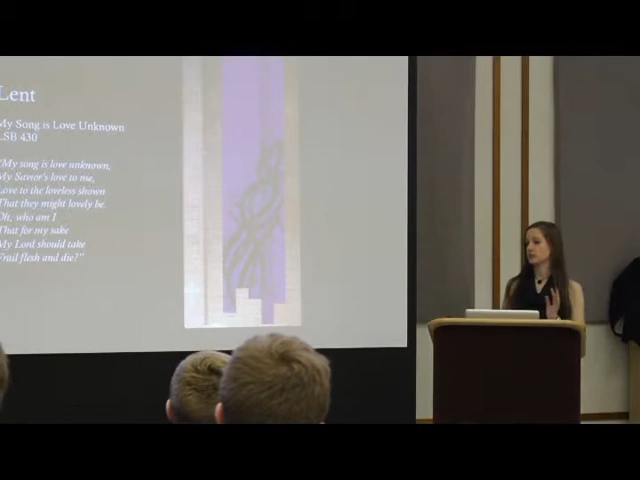 Lent
My Song is Love Unknown
LSB 430
"My song is love unknown,
My Savior's love to me,
Love to the loveless shown
That they might lovely be.
Oh, who am I
That for my sake
My Lord should take
Frail flesh and die?"